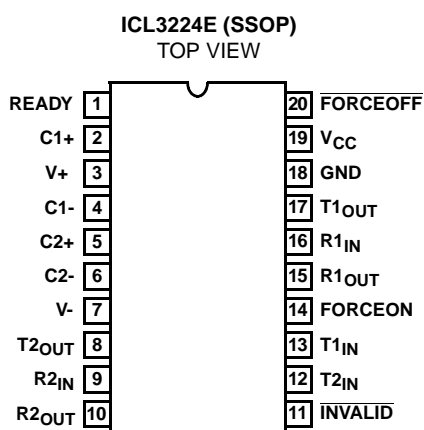 ICL3224E (SSOP)
TOP VIEW
READY 1 20 FORCEOFF
C1+ 2 19 VCC
V+ 3 18 GND
C1- 4 17 T1OUT
C2+ 5 16 R1IN
C2- 6 15 R1OUT
V- 7 14 FORCEON
T2OUT 8 13 T1IN
R2IN 9 12 T2IN
R2OUT 10 11 INVALID